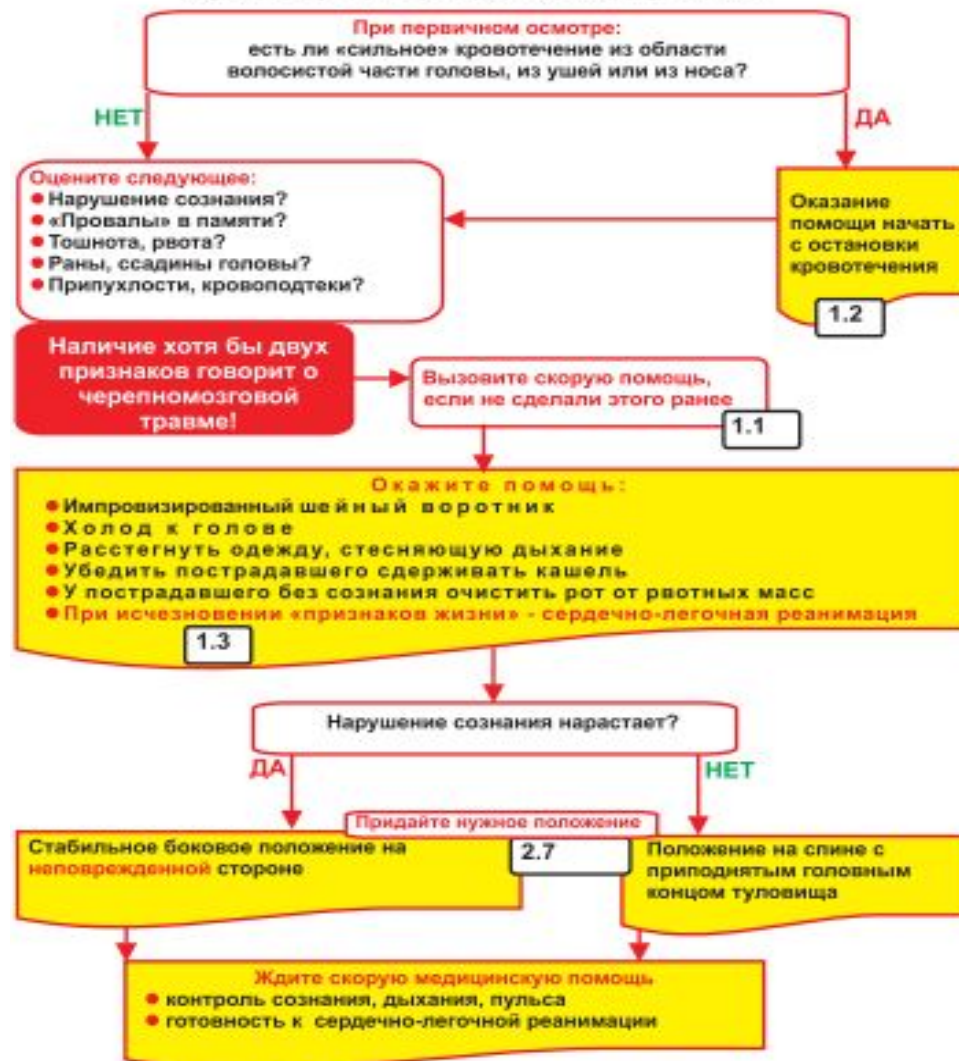 При первичном осмотре:
есть ли «сильное» кровотечение из области
волосистой части головы, из ушей или из носа?
НЕТ
ДА
Оцените следующее:
Нарушение сознания?
«Провалы» в памяти?
Тошнота, рвота?
Раны, ссадины головы?
Припухлости, кровоподтеки?
Оказание
помощи начать
с остановки
кровотечения
1.2
Наличие хотя бы двух
признаков говорит о
черепномозговой
травме!
Вызовите скорую помощь,
если не сделали этого ранее
1.1
Окажите помощь:
Импровизированный шейный воротник
Холод к голове
Расстегнуть одежду, стесняющую дыхание
Убедить пострадавшего сдерживать кашель
У пострадавшего без сознания очистить рот от рвотных масс
При исчезновении «признаков жизни» - сердечно-легочная реанимация
1.3
Нарушение сознания нарастает?
ДА
НЕТ
Придайте нужное положение
2.7
Стабильное боковое положение на
неповрежденной стороне
Положение на спине с
приподнятым головным
концом туловища
Ждите скорую медицинскую помощь
контроль сознания, дыхания, пульса
готовность к сердечно-легочной реанимации